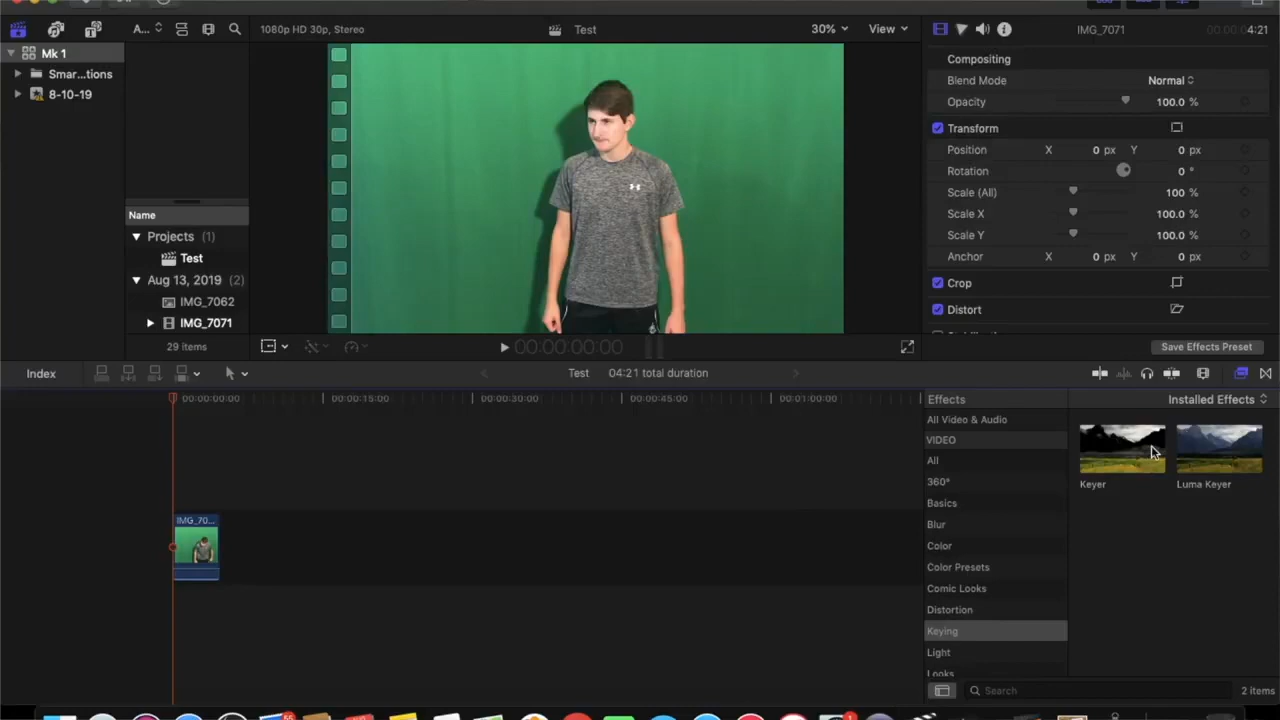 A...
1080p HD 30p, Stereo
Test
30%
View
IMG_7071
4:21
Mk 1
Smar...tions
8-10-19
Compositing
Blend Mode
Normal
Opacity
100.0 %
Transform
Position
X
0 px
Y
0 px
Rotation
0 °
Scale (All)
100 %
Scale X
100.0 %
Scale Y
100.0 %
Anchor
X
0 px
Y
0 px
Crop
Distort
Save Effects Preset
Name
Projects (1)
Test
Aug 13, 2019 (2)
IMG_7062
IMG_7071
29 items
00:00:00:00
Index
Test
04:21 total duration
00:00:00:00
00:00:15:00
00:00:30:00
00:00:45:00
00:01:00:00
IMG_70...
Effects
Installed Effects
All Video & Audio
VIDEO
All
360°
Basics
Blur
Color
Color Presets
Comic Looks
Distortion
Keying
Light
Looks
Keyer
Luma Keyer
Search
2 items
55
1